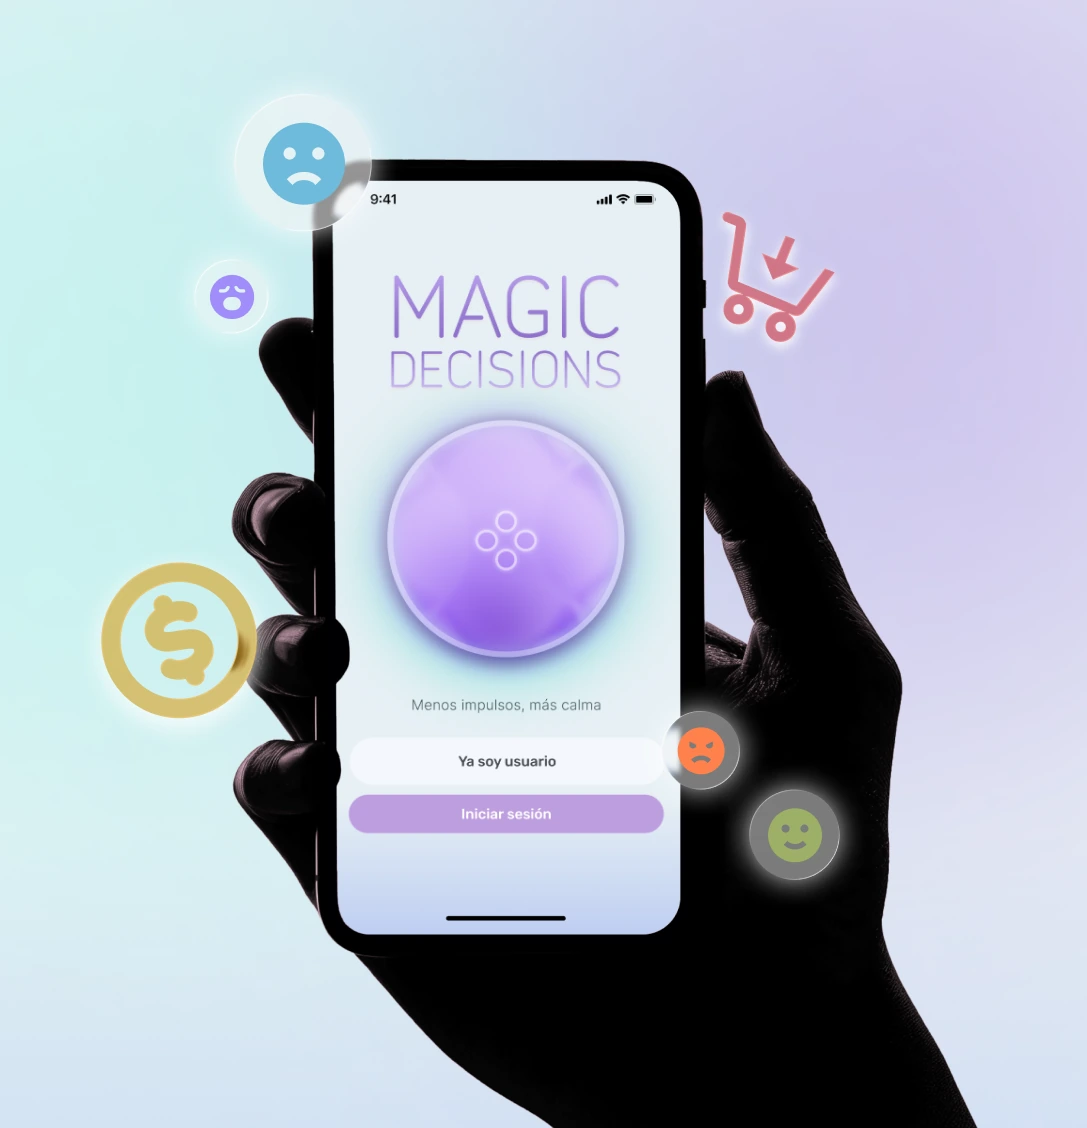 9:41
MAGIC
DECISIONS
Menos impulsos, más calma
Ya soy usuario
Iniciar sesión
$